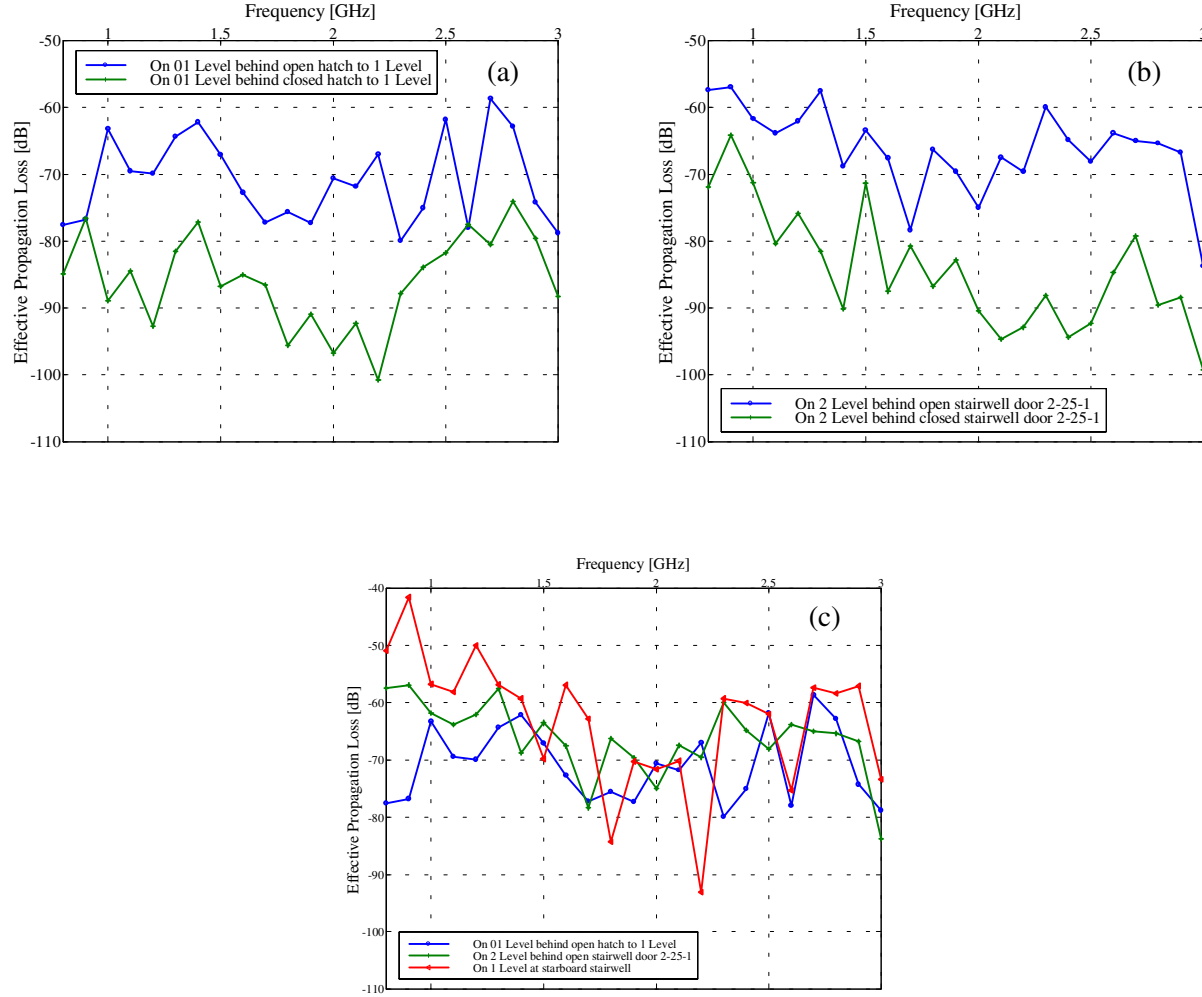 Frequency [GHz]
1 1.5 2 2.5 3
-50
-60
-70
-80
-90
-100
-110
Effective Propagation Loss [dB]
On 01 Level behind open hatch to 1 Level
On 01 Level behind closed hatch to 1 Level
(a)
Frequency [GHz]
1 1.5 2 2.5 3
-50
-60
-70
-80
-90
-100
-110
Effective Propagation Loss [dB]
(b)
On 2 Level behind open stairwell door 2-25-1
On 2 Level behind closed stairwell door 2-25-1
Frequency [GHz]
1 1.5 2 2.5 3
-40
-50
-60
-70
-80
-90
-100
-110
Effective Propagation Loss [dB]
(c)
On 01 Level behind open hatch to 1 Level
On 2 Level behind open stairwell door 2-25-1
On 1 Level at starboard stairwell